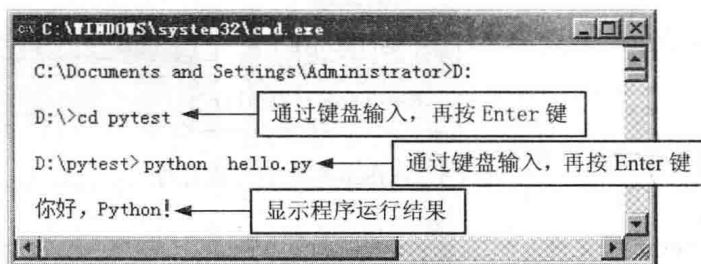 C:\WINDOWS\system32\cmd.exe
C:\Documents and Settings\Administrator>D:
D:\>cd pytest 通过键盘输入，再按 Enter 键
D:\pytest>python hello.py 通过键盘输入，再按 Enter 键
你好，Python! 显示程序运行结果